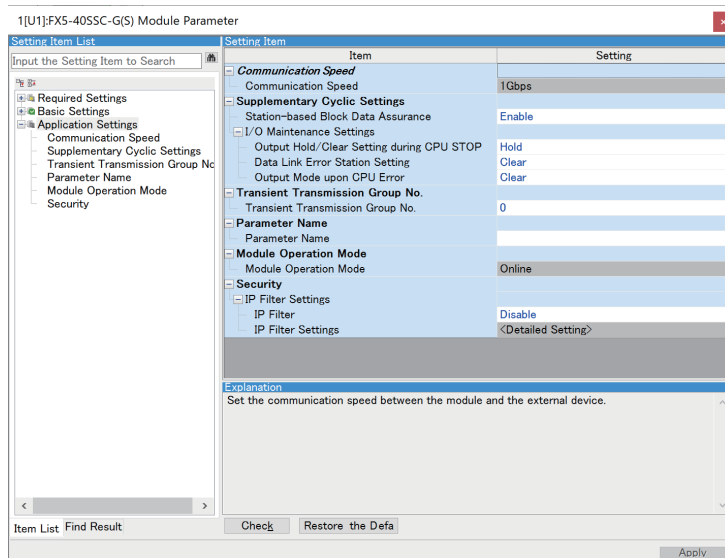 1[U1]:FX5-40SSC-G(S) Module Parameter
Setting Item List
Input the Setting Item to Search
Required Settings
Basic Settings
Application Settings
Communication Speed
Supplementary Cyclic Settings
Transient Transmission Group No
Parameter Name
Module Operation Mode
Security
Item List Find Result
Setting Item
Item Setting
Communication Speed
Communication Speed 1Gbps
Supplementary Cyclic Settings
Station-based Block Data Assurance Enable
I/O Maintenance Settings
Output Hold/Clear Setting during CPU STOP Hold
Data Link Error Station Setting Clear
Output Mode upon CPU Error Clear
Transient Transmission Group No.
Transient Transmission Group No. 0
Parameter Name
Parameter Name
Module Operation Mode
Module Operation Mode Online
Security
IP Filter Settings
IP Filter Disable
IP Filter Settings <Detailed Setting>
Explanation
Set the communication speed between the module and the external device.
Check Restore the Defa
Apply